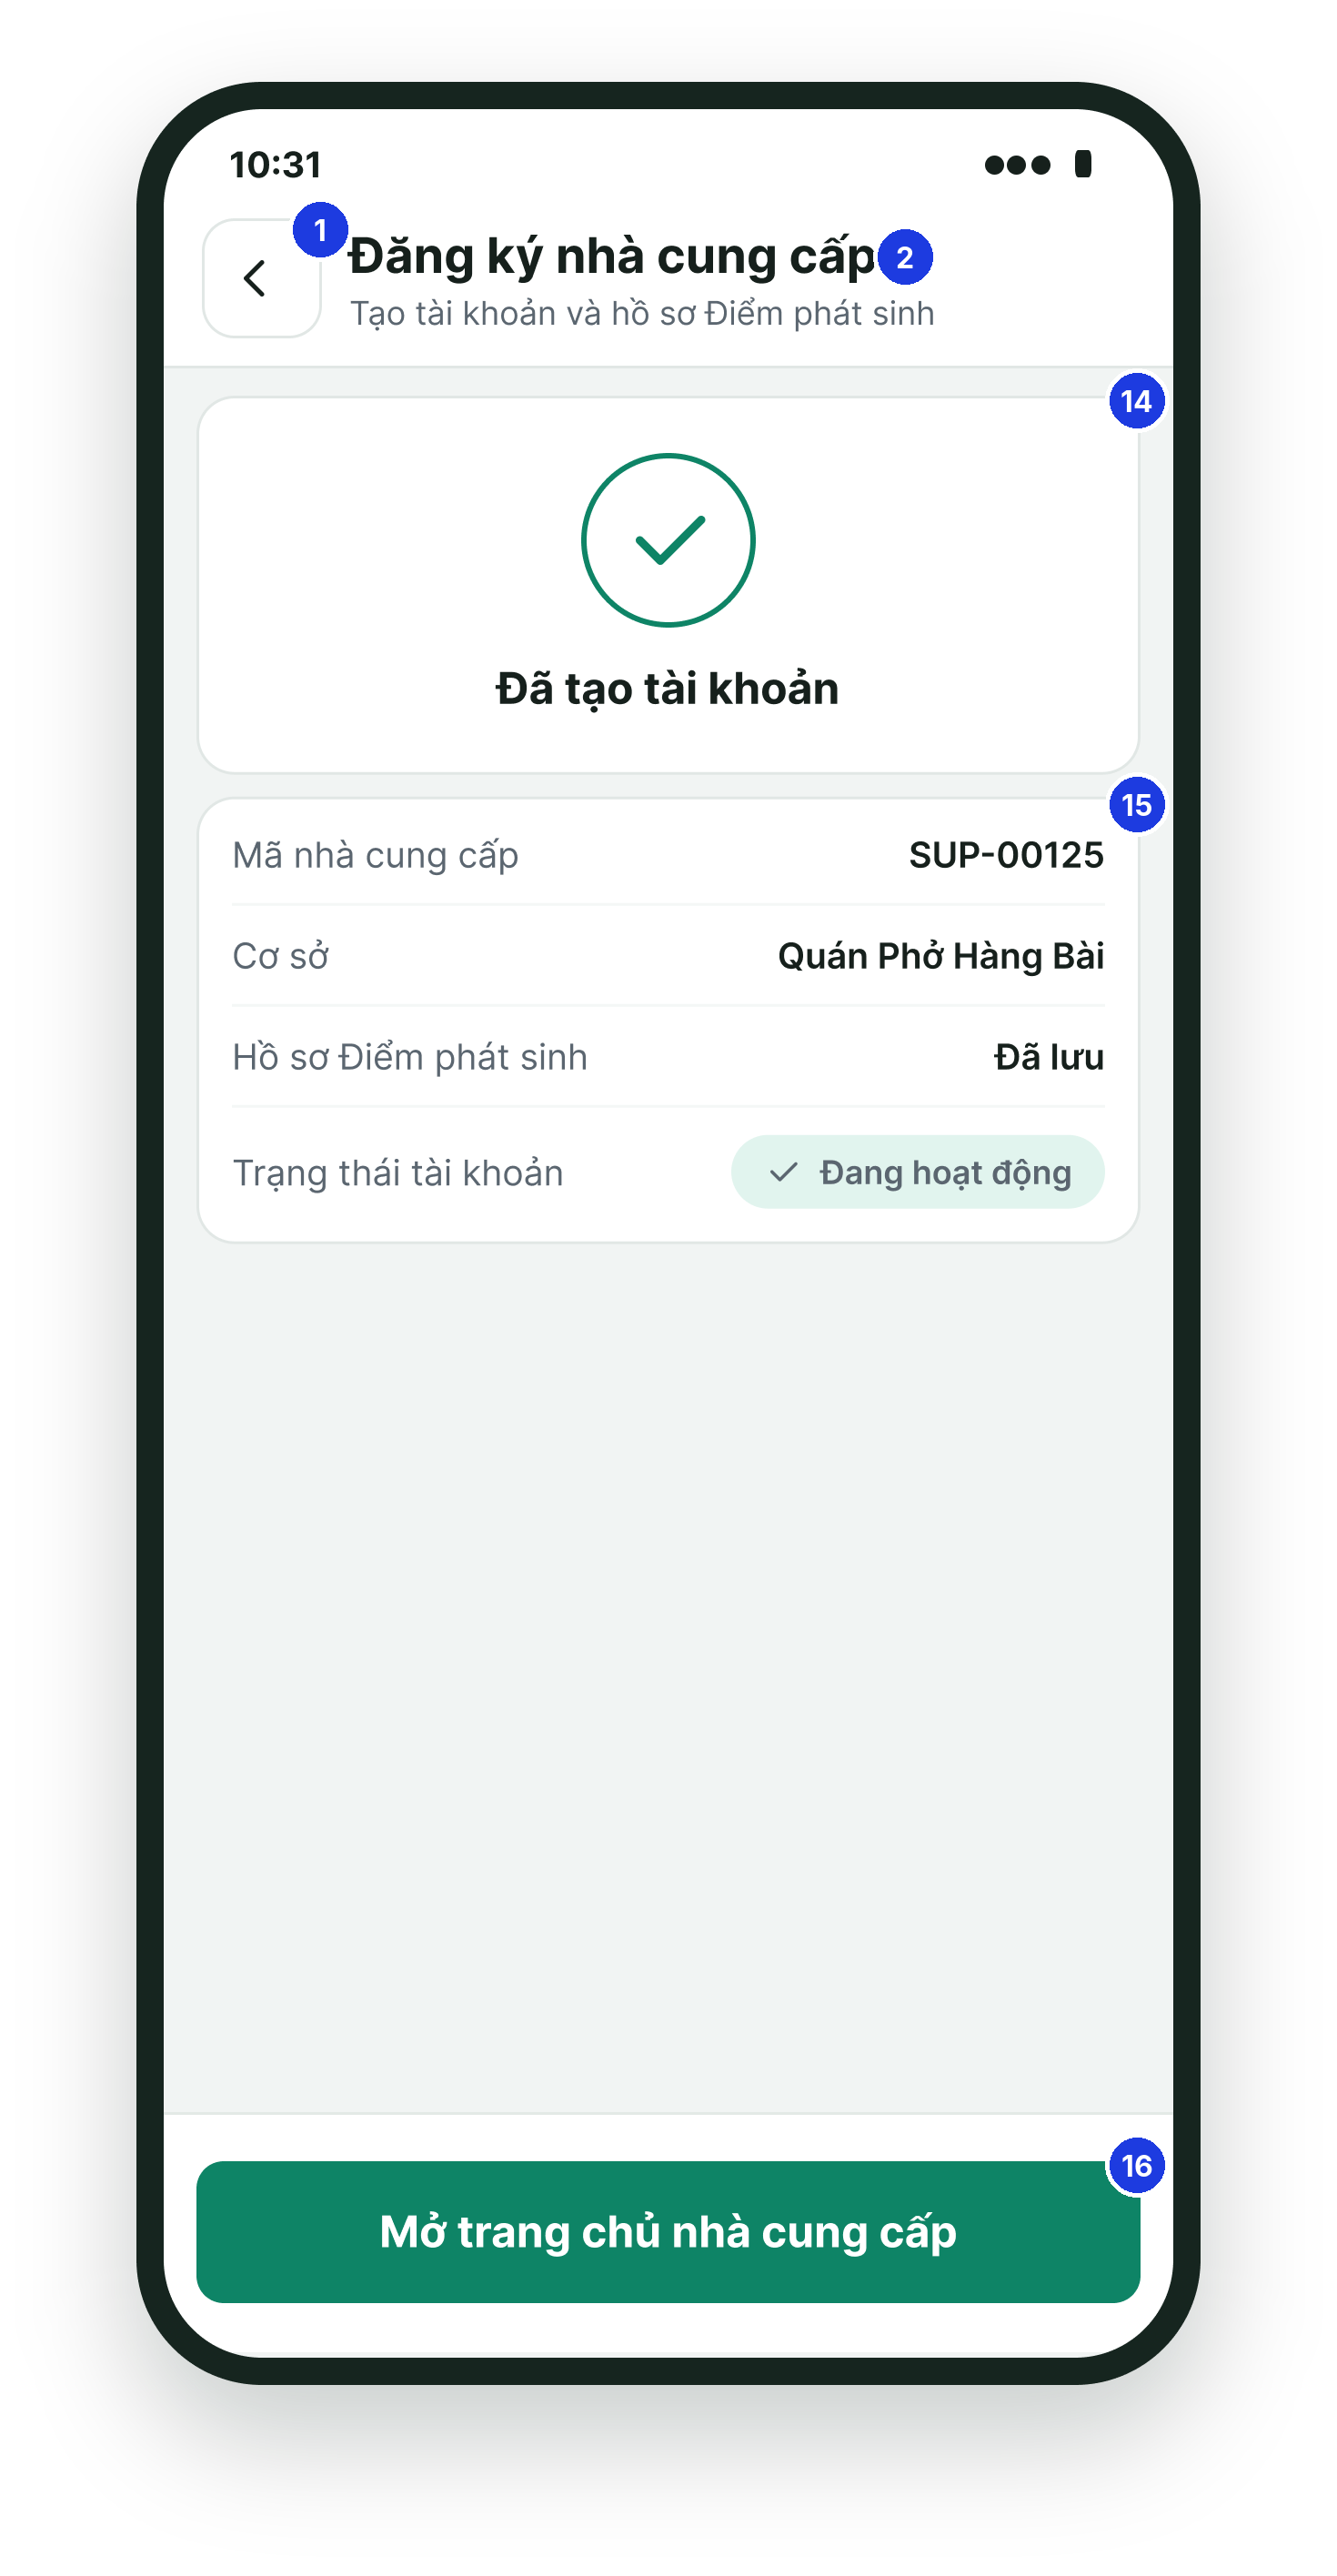 10:31
1
Đăng ký nhà cung cấp 2
Tạo tài khoản và hồ sơ Điểm phát sinh
14
Đã tạo tài khoản
15
Mã nhà cung cấp SUP-00125
Cơ sở Quán Phở Hàng Bài
Hồ sơ Điểm phát sinh Đã lưu
Trạng thái tài khoản Đang hoạt động
16
Mở trang chủ nhà cung cấp